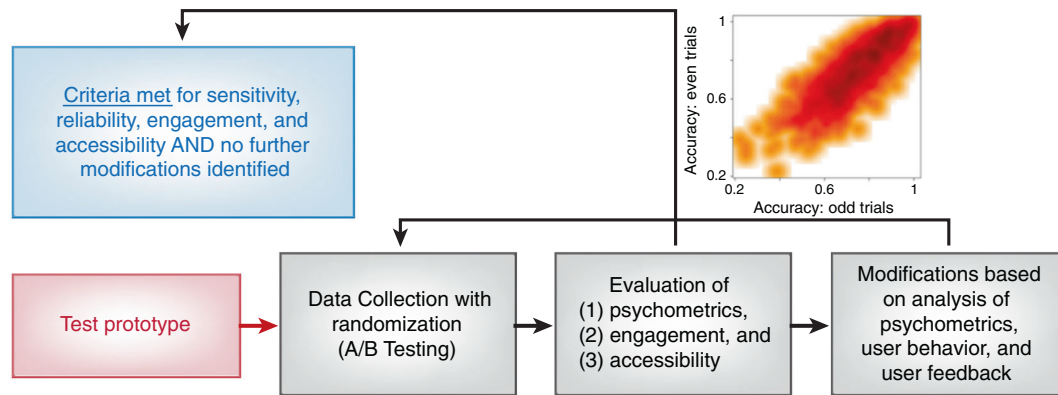 Criteria met for sensitivity,
reliability, engagement, and
accessibility AND no further
modifications identified
1
0.6
0.2
Accuracy: even trials
0.2
0.6
1
Accuracy: odd trials
Test prototype
Data Collection with
randomization
(A/B Testing)
Evaluation of
(1) psychometrics,
(2) engagement, and
(3) accessibility
Modifications based
on analysis of
psychometrics,
user behavior, and
user feedback